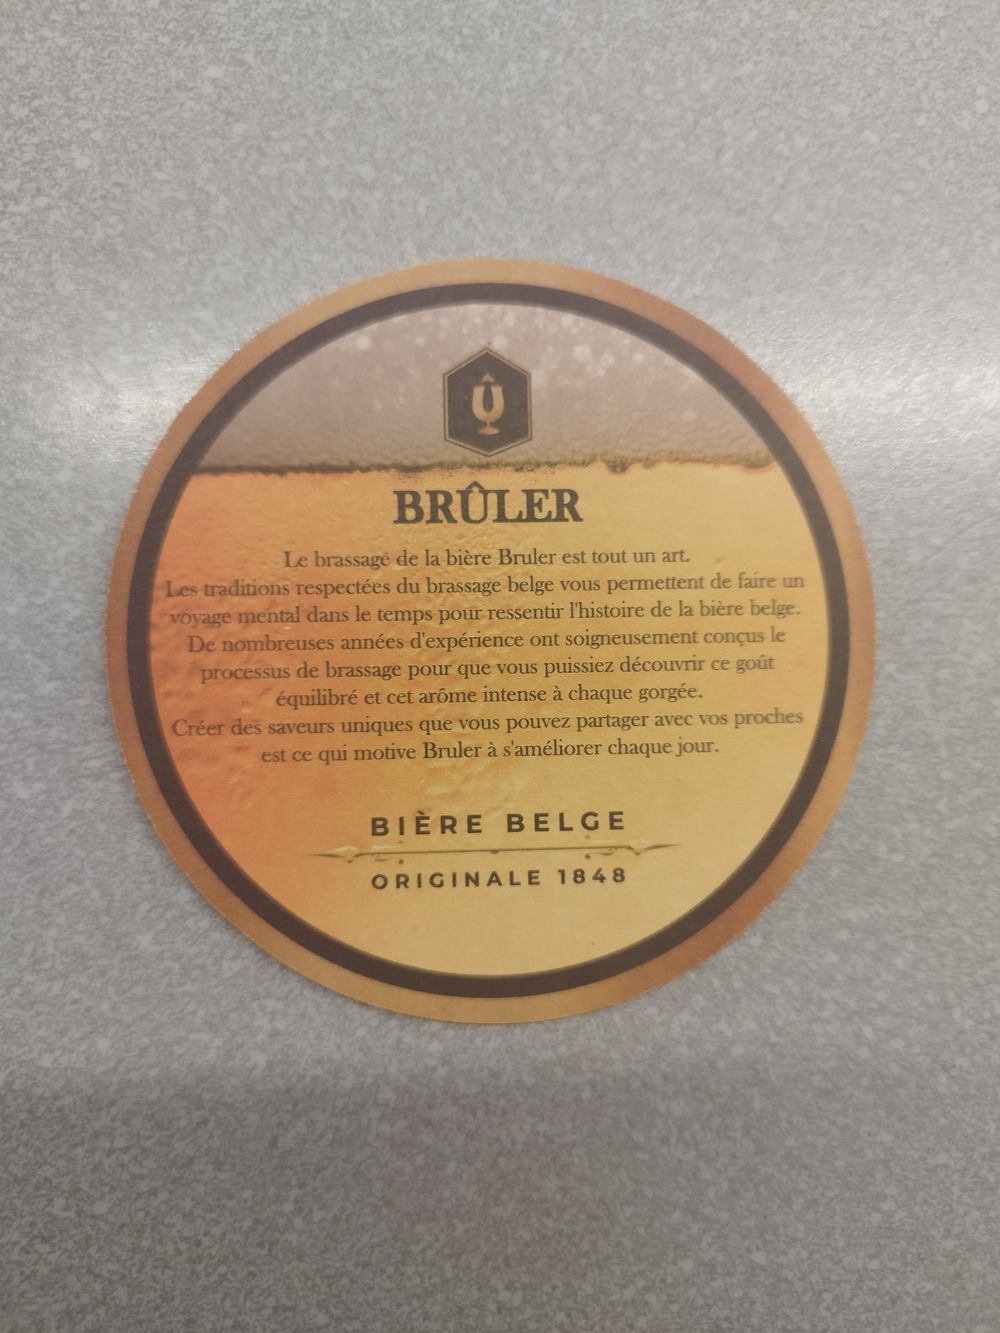 BRÛLER
Le brassage de la bière Bruler est tout un art.
Les traditions respectées du brassage belge vous permettent de faire un
voyage mental dans le temps pour ressentir l'histoire de la bière belge.
De nombreuses années d'expérience ont soigneusement conçus le
processus de brassage pour que vous puissiez découvrir ce goût
équilibré et cet arôme intense à chaque gorgée.
Créer des saveurs uniques que vous pouvez partager avec vos proches
est ce qui motive Bruler à s'améliorer chaque jour.
BIÈRE BELGE
ORIGINALE 1848